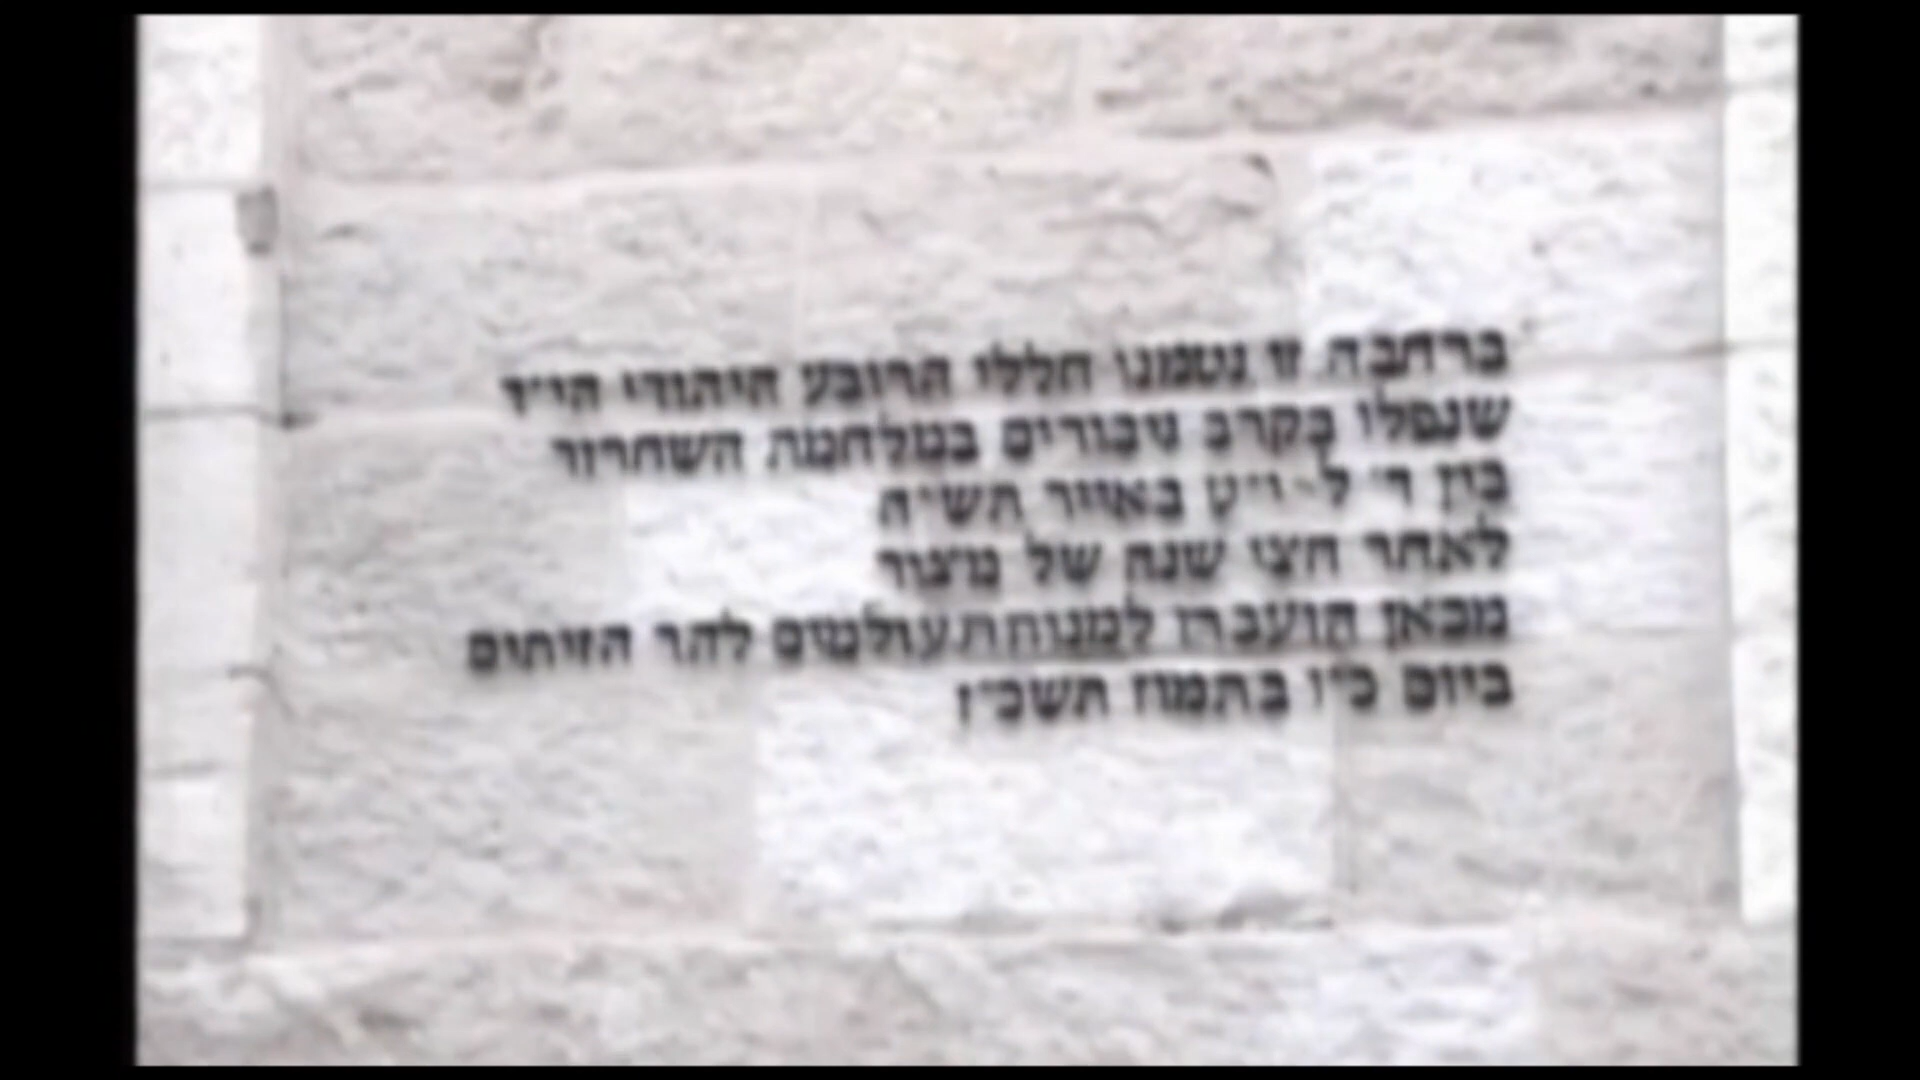 ברחבה זו נטמנו חללי הרובע היהודי הי״ד
שנפלו בקרב גיבורים במלחמת השחרור
בין ד׳ ל-י״ט באייר תש״ח
לאחר חצי שנה של מצור
מכאן הועברו למנוחת עולמים להר הזיתים
ביום כ״ו בתמוז תשכ״ז